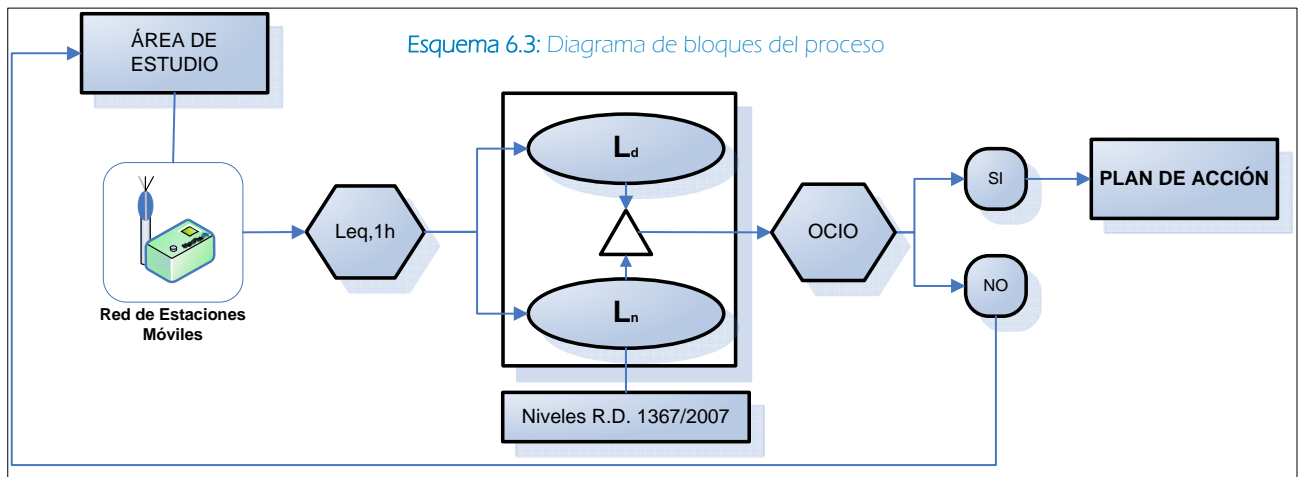 Esquema 6.3: Diagrama de bloques del proceso
ÁREA DE
ESTUDIO
Red de Estaciones
Móviles
Leq,1h
Ld
Ln
Niveles R.D. 1367/2007
OCIO
SI
NO
PLAN DE ACCIÓN